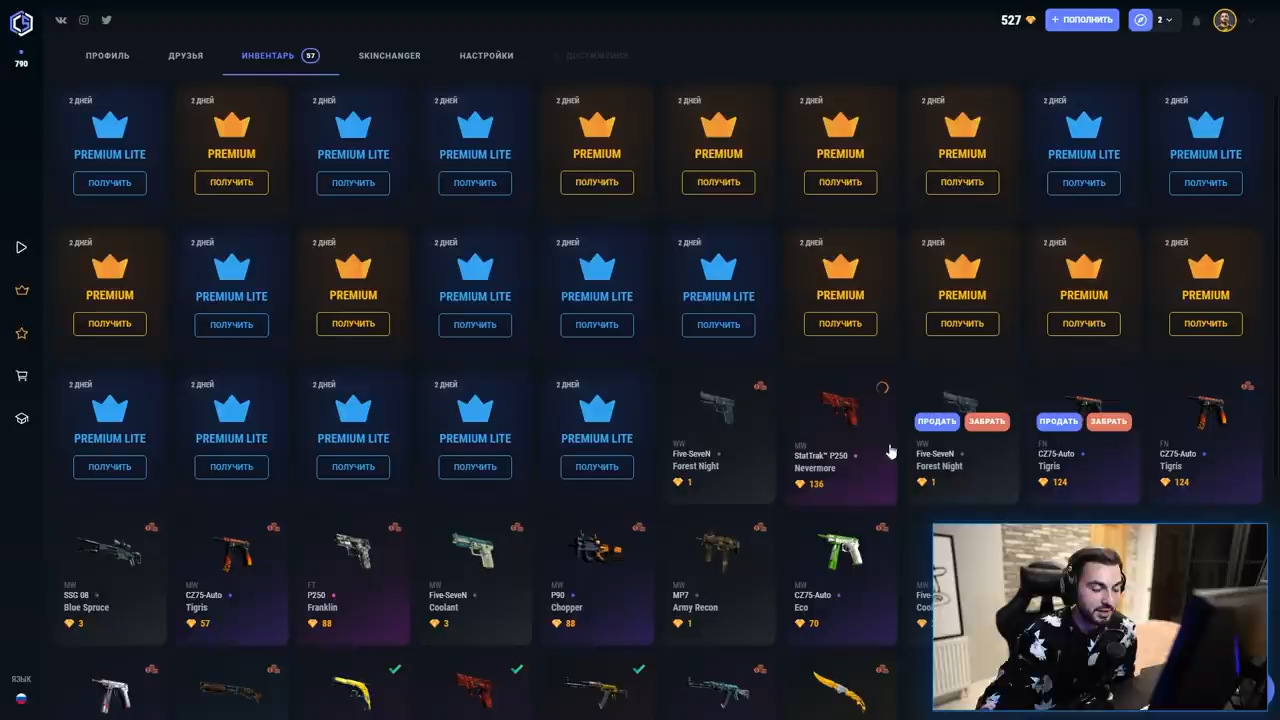 527
+ ПОПОЛНИТЬ
2
790
ПРОФИЛЬ
ДРУЗЬЯ
ИНВЕНТАРЬ 57
SKINCHANGER
НАСТРОЙКИ
ДОСТИЖЕНИЯ
2 ДНЕЙ 2 ДНЕЙ 2 ДНЕЙ 2 ДНЕЙ 2 ДНЕЙ 2 ДНЕЙ 2 ДНЕЙ 2 ДНЕЙ 2 ДНЕЙ 2 ДНЕЙ
PREMIUM LITE PREMIUM PREMIUM LITE PREMIUM LITE PREMIUM PREMIUM PREMIUM PREMIUM PREMIUM LITE PREMIUM LITE
ПОЛУЧИТЬ ПОЛУЧИТЬ ПОЛУЧИТЬ ПОЛУЧИТЬ ПОЛУЧИТЬ ПОЛУЧИТЬ ПОЛУЧИТЬ ПОЛУЧИТЬ ПОЛУЧИТЬ ПОЛУЧИТЬ
2 ДНЕЙ 2 ДНЕЙ 2 ДНЕЙ 2 ДНЕЙ 2 ДНЕЙ 2 ДНЕЙ 2 ДНЕЙ 2 ДНЕЙ 2 ДНЕЙ 2 ДНЕЙ
PREMIUM PREMIUM LITE PREMIUM PREMIUM LITE PREMIUM LITE PREMIUM LITE PREMIUM PREMIUM PREMIUM PREMIUM
ПОЛУЧИТЬ ПОЛУЧИТЬ ПОЛУЧИТЬ ПОЛУЧИТЬ ПОЛУЧИТЬ ПОЛУЧИТЬ ПОЛУЧИТЬ ПОЛУЧИТЬ ПОЛУЧИТЬ ПОЛУЧИТЬ
2 ДНЕЙ 2 ДНЕЙ 2 ДНЕЙ 2 ДНЕЙ 2 ДНЕЙ
PREMIUM LITE PREMIUM LITE PREMIUM LITE PREMIUM LITE PREMIUM LITE
ПОЛУЧИТЬ ПОЛУЧИТЬ ПОЛУЧИТЬ ПОЛУЧИТЬ ПОЛУЧИТЬ
ПРОДАТЬ ЗАБРАТЬ ПРОДАТЬ ЗАБРАТЬ
WW MW WW FN FN
Five-SeveN StatTrak™ P250 Five-SeveN CZ75-Auto CZ75-Auto
Forest Night Nevermore Forest Night Tigris Tigris
1 136 1 124 124
MW MW FT MW MW MW MW MW
SSG 08 CZ75-Auto P250 Five-SeveN P90 MP7 CZ75-Auto
Blue Spruce Tigris Franklin Coolant Chopper Army Recon Eco
3 57 88 3 88 1 70
ЯЗЫК